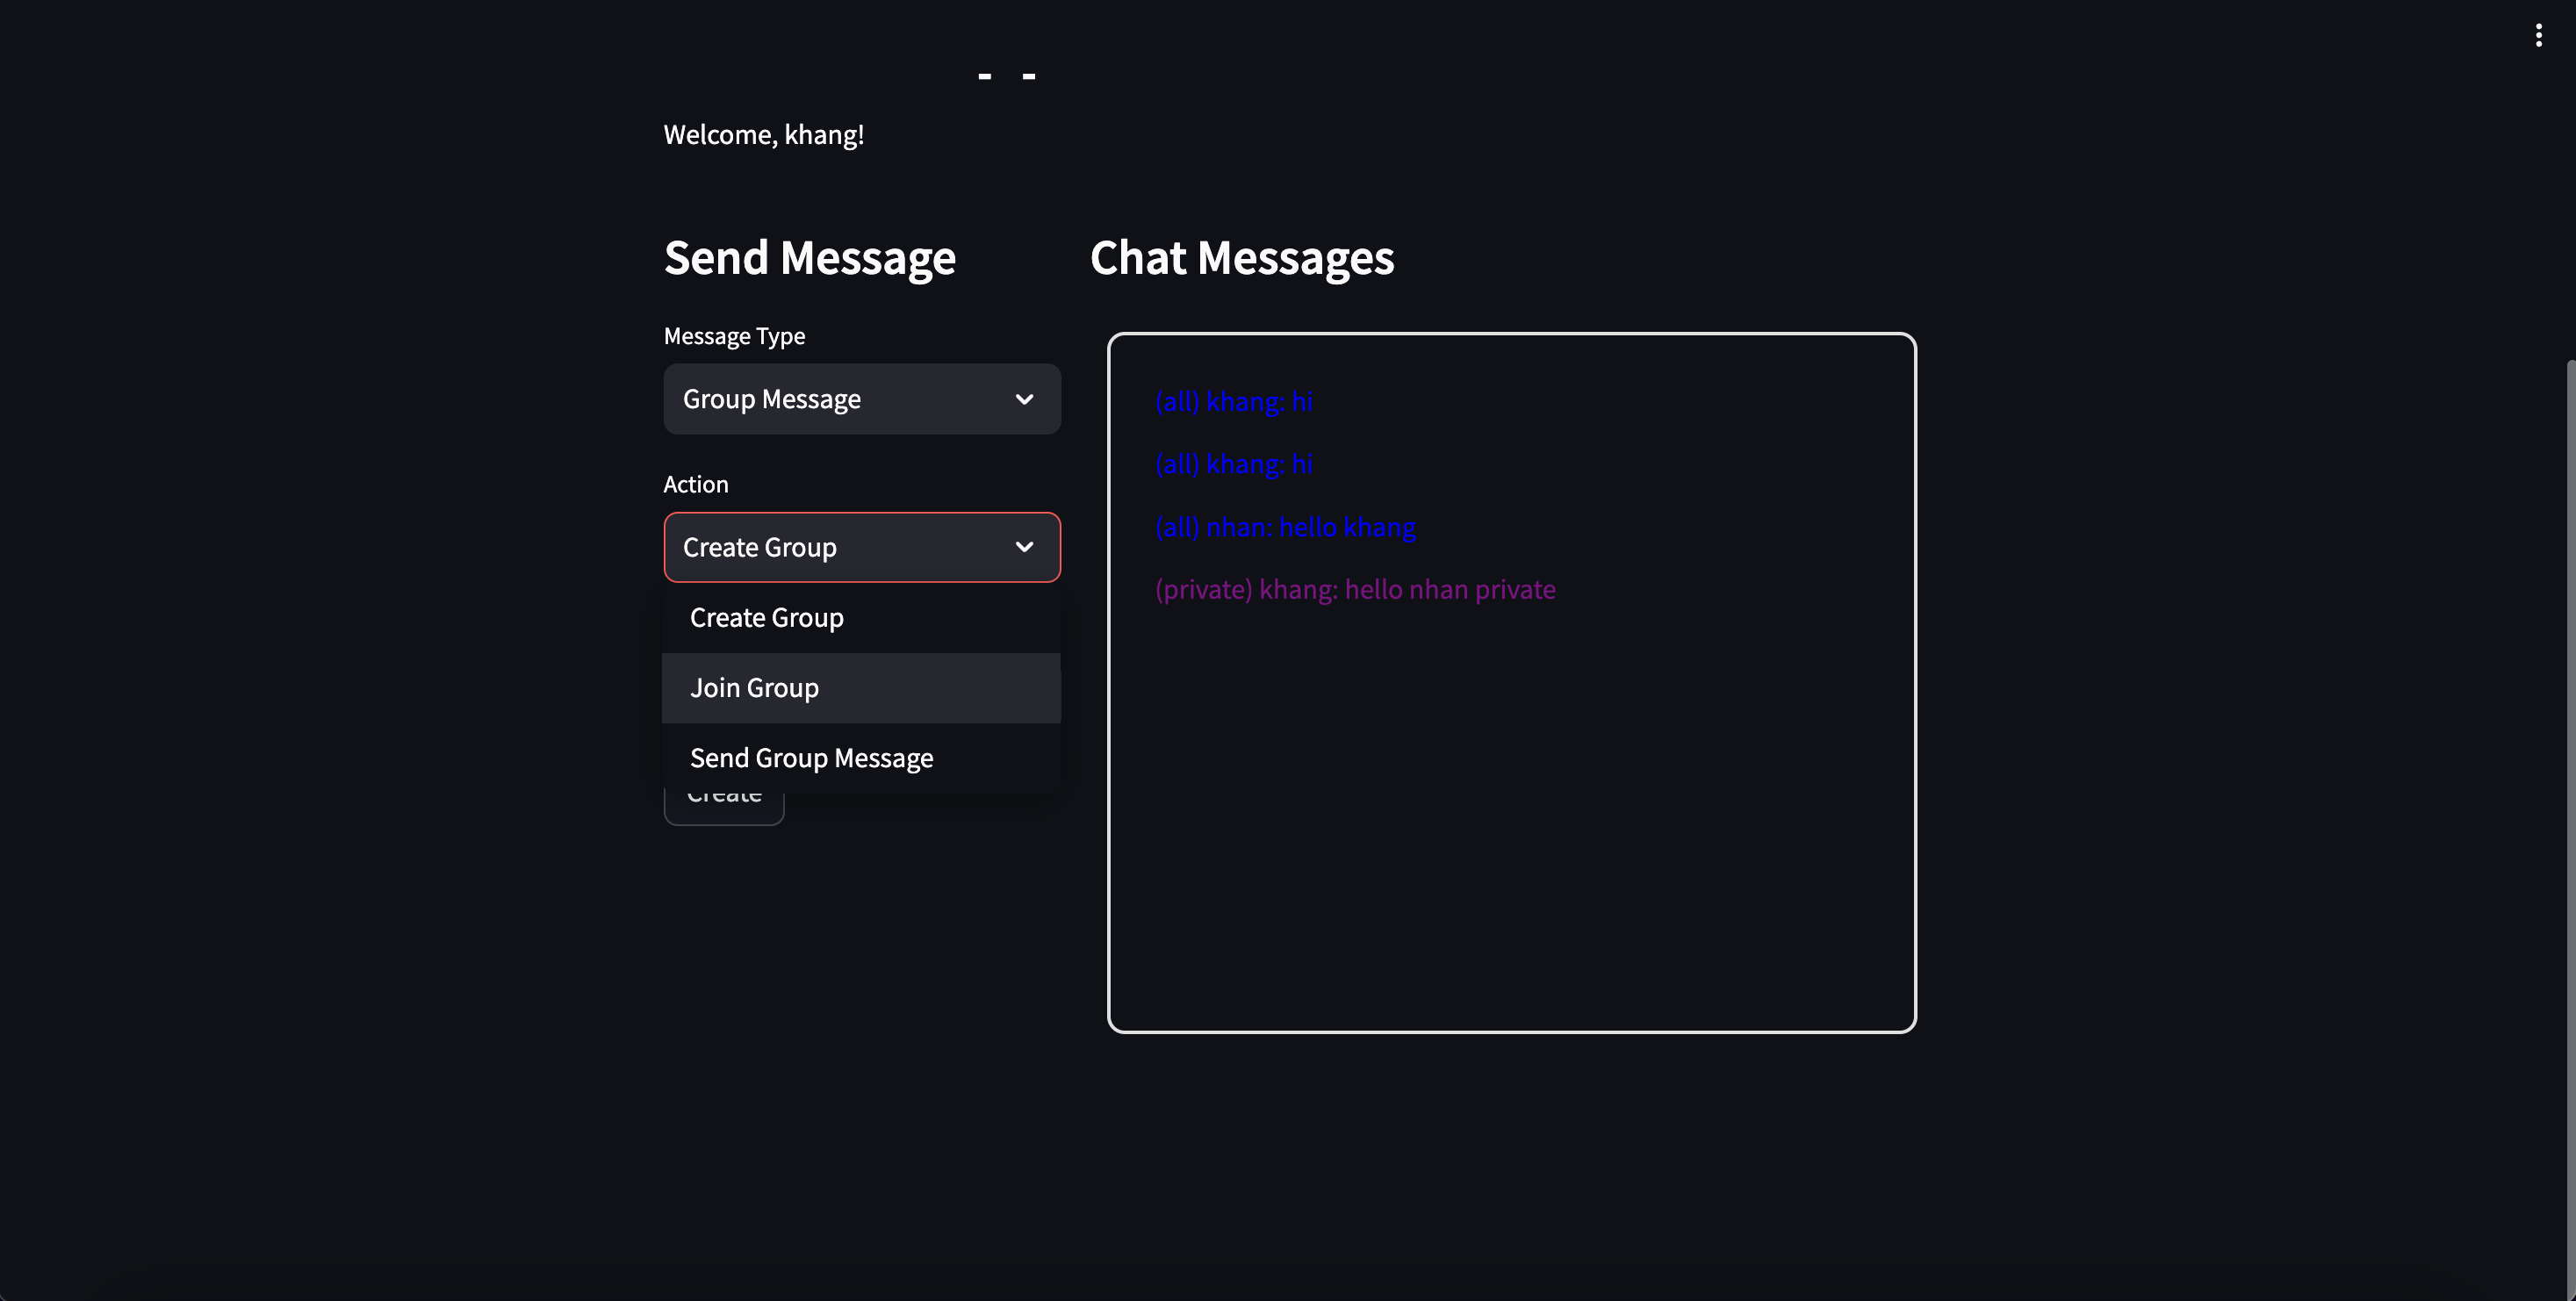 Welcome, khang!
Send Message
Message Type
Group Message
Action
Create Group
Create Group
Join Group
Send Group Message
Create
Chat Messages
(all) khang: hi
(all) khang: hi
(all) nhan: hello khang
(private) khang: hello nhan private